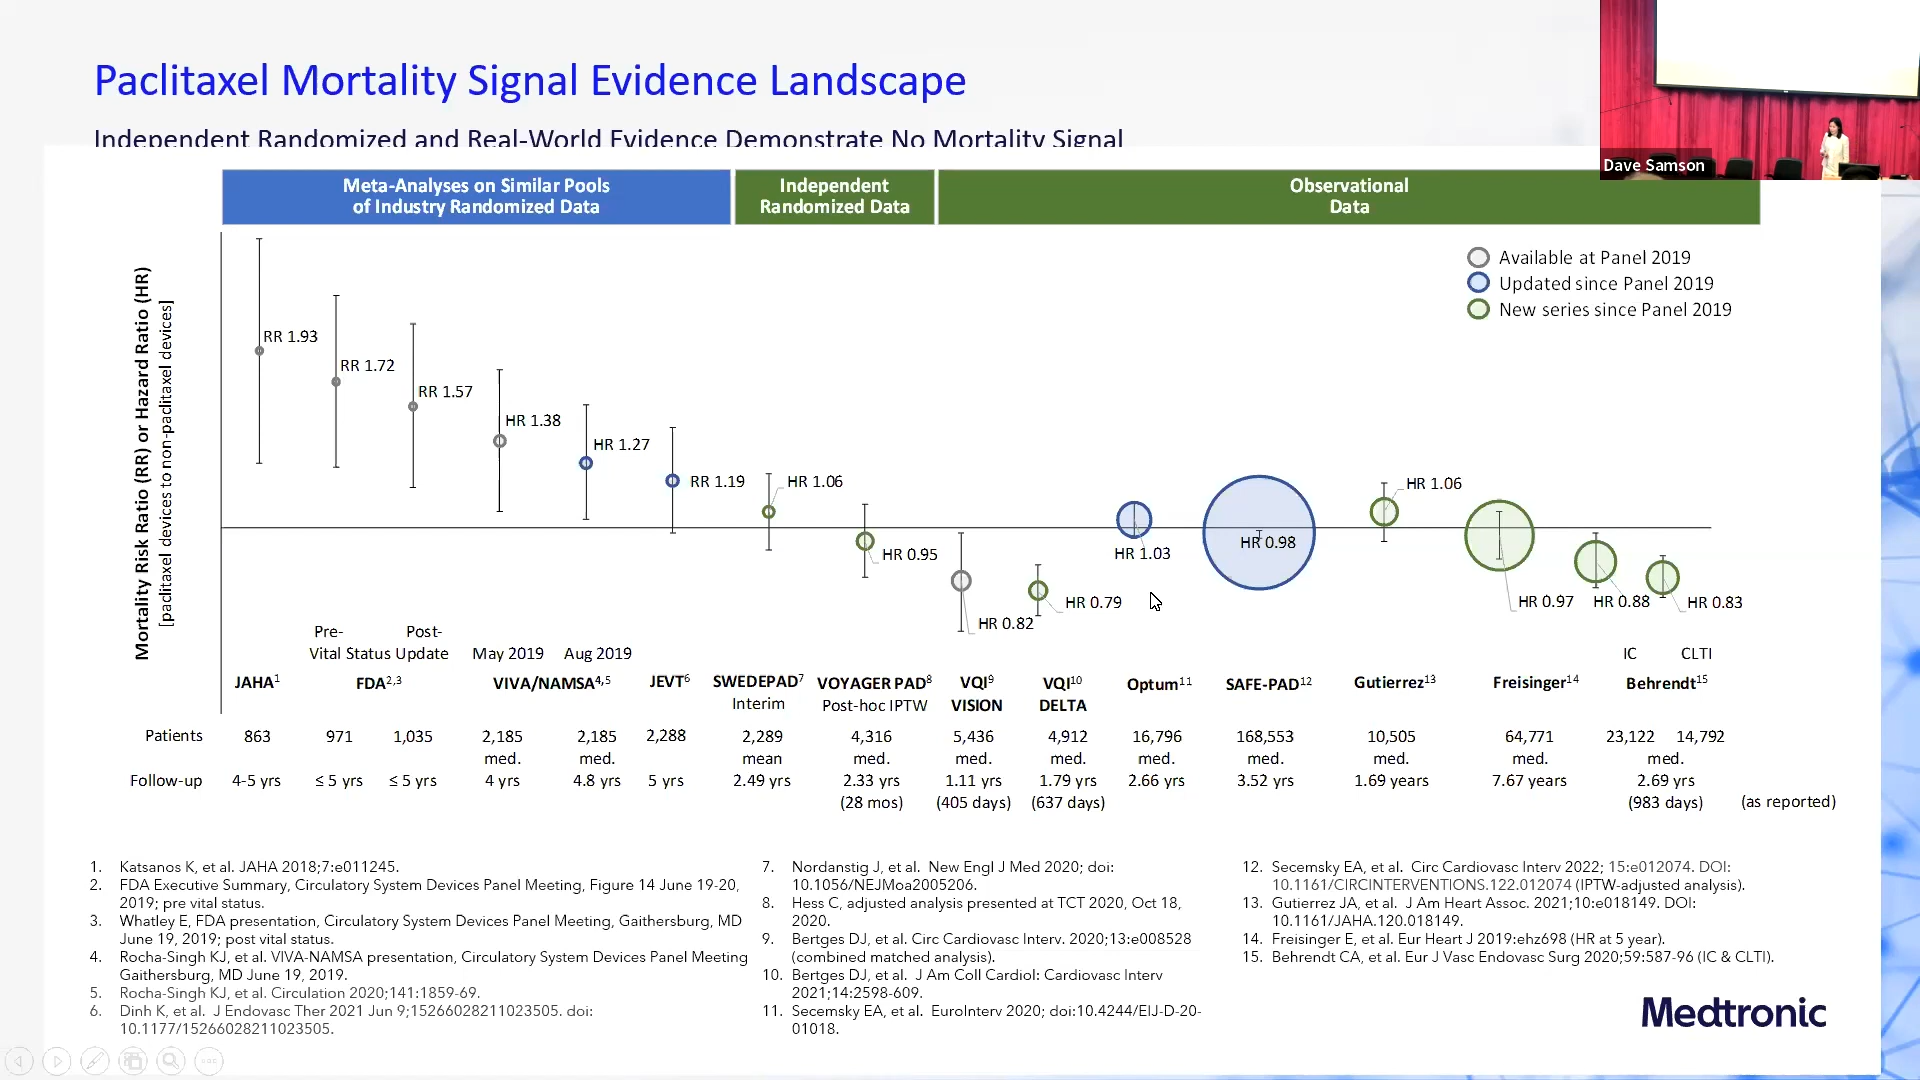 Paclitaxel Mortality Signal Evidence Landscape
Independent Randomized and Real-World Evidence Demonstrate No Mortality Signal
Dave Samson
Meta-Analyses on Similar Pools
of Industry Randomized Data
Independent
Randomized Data
Observational
Data
Available at Panel 2019
Updated since Panel 2019
New series since Panel 2019
Mortality Risk Ratio (RR) or Hazard Ratio (HR)
[paclitaxel devices to non-paclitaxel devices]
RR 1.93
RR 1.72
RR 1.57
HR 1.38
HR 1.27
RR 1.19
HR 1.06
HR 0.95
HR 0.82
HR 0.79
HR 1.03
HR 0.98
HR 1.06
HR 0.97
HR 0.88
HR 0.83
Pre- Post-
Vital Status Update May 2019 Aug 2019 IC CLTI
JAHA1 FDA2,3 VIVA/NAMSA4,5 JEVT6 SWEDEPAD7 VOYAGER PAD8 VQI9 VQI10 Optum11 SAFE-PAD12 Gutierrez13 Freisinger14 Behrendt15
Interim Post-hoc IPTW VISION DELTA
Patients 863 971 1,035 2,185 2,185 2,288 2,289 4,316 5,436 4,912 16,796 168,553 10,505 64,771 23,122 14,792
med. med. mean med. med. med. med. med. med. med. med.
Follow-up 4-5 yrs ≤ 5 yrs ≤ 5 yrs 4 yrs 4.8 yrs 5 yrs 2.49 yrs 2.33 yrs 1.11 yrs 1.79 yrs 2.66 yrs 3.52 yrs 1.69 years 7.67 years 2.69 yrs
(28 mos) (405 days) (637 days) (983 days) (as reported)
1. Katsanos K, et al. JAHA 2018;7:e011245.
2. FDA Executive Summary, Circulatory System Devices Panel Meeting, Figure 14 June 19-20,
2019; pre vital status.
3. Whatley E, FDA presentation, Circulatory System Devices Panel Meeting, Gaithersburg, MD
June 19, 2019; post vital status.
4. Rocha-Singh KJ, et al. VIVA-NAMSA presentation, Circulatory System Devices Panel Meeting
Gaithersburg, MD June 19, 2019.
5. Rocha-Singh KJ, et al. Circulation 2020;141:1859-69.
6. Dinh K, et al. J Endovasc Ther 2021 Jun 9;15266028211023505. doi:
10.1177/15266028211023505.
7. Nordanstig J, et al. New Engl J Med 2020; doi:
10.1056/NEJMoa2005206.
8. Hess C, adjusted analysis presented at TCT 2020, Oct 18,
2020.
9. Bertges DJ, et al. Circ Cardiovasc Interv. 2020;13:e008528
(combined matched analysis).
10. Bertges DJ, et al. J Am Coll Cardiol: Cardiovasc Interv
2021;14:2598-609.
11. Secemsky EA, et al. EuroInterv 2020; doi:10.4244/EIJ-D-20-
01018.
12. Secemsky EA, et al. Circ Cardiovasc Interv 2022; 15:e012074. DOI:
10.1161/CIRCINTERVENTIONS.122.012074 (IPTW-adjusted analysis).
13. Gutierrez JA, et al. J Am Heart Assoc. 2021;10:e018149. DOI:
10.1161/JAHA.120.018149.
14. Freisinger E, et al. Eur Heart J 2019:ehz698 (HR at 5 year).
15. Behrendt CA, et al. Eur J Vasc Endovasc Surg 2020;59:587-96 (IC & CLTI).
Medtronic